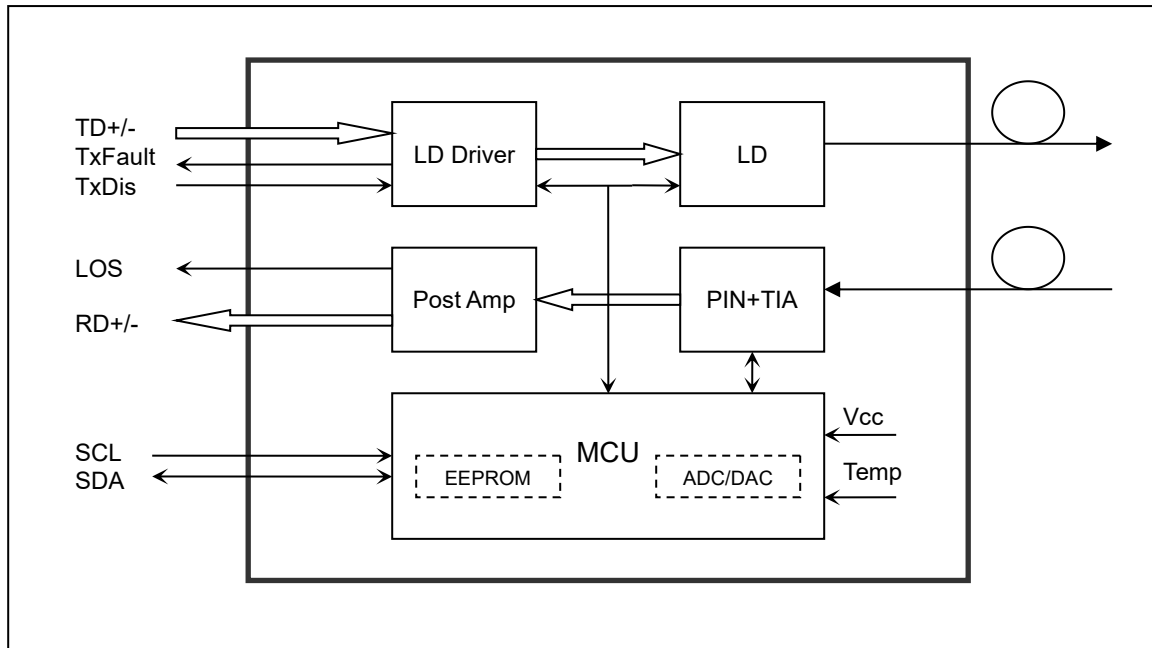 TD+/-
TxFault
TxDis
LD Driver
LD
LOS
RD+/-
Post Amp
PIN+TIA
SCL
SDA
MCU
EEPROM
ADC/DAC
Vcc
Temp